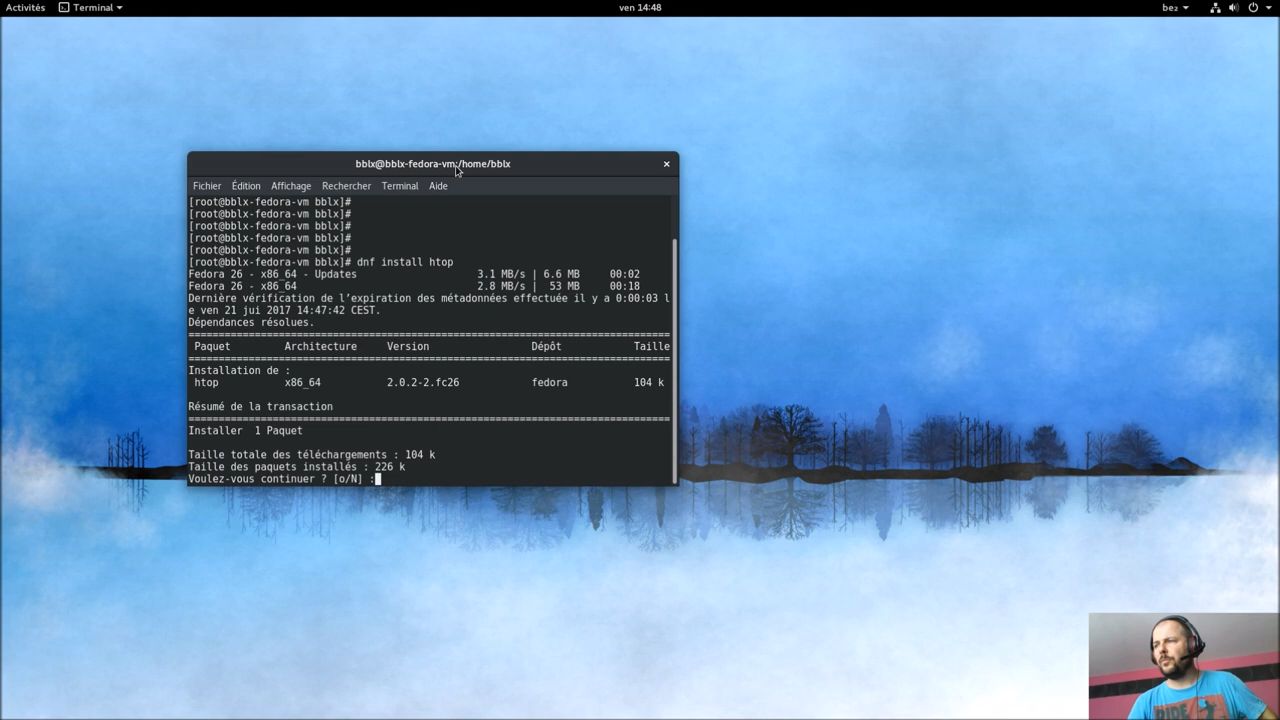 Activités Terminal ven 14:48 be2
bblx@bblx-fedora-vm:/home/bblx ×
Fichier Édition Affichage Rechercher Terminal Aide
[root@bblx-fedora-vm bblx]#
[root@bblx-fedora-vm bblx]#
[root@bblx-fedora-vm bblx]#
[root@bblx-fedora-vm bblx]#
[root@bblx-fedora-vm bblx]#
[root@bblx-fedora-vm bblx]# dnf install htop
Fedora 26 - x86_64 - Updates 3.1 MB/s | 6.6 MB 00:02
Fedora 26 - x86_64 2.8 MB/s | 53 MB 00:18
Dernière vérification de l’expiration des métadonnées effectuée il y a 0:00:03 l
e ven 21 jui 2017 14:47:42 CEST.
Dépendances résolues.
================================================================================
Paquet Architecture Version Dépôt Taille
================================================================================
Installation de :
htop x86_64 2.0.2-2.fc26 fedora 104 k
Résumé de la transaction
================================================================================
Installer 1 Paquet
Taille totale des téléchargements : 104 k
Taille des paquets installés : 226 k
Voulez-vous continuer ? [o/N] :
RIDE